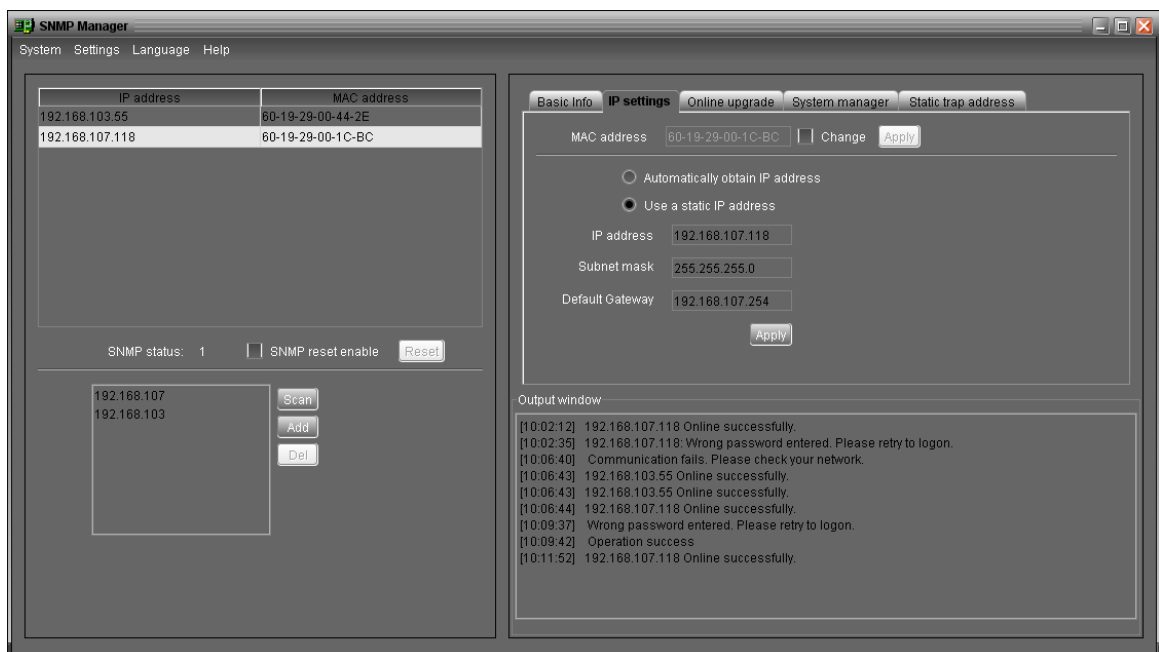 SNMP Manager
System Settings Language Help
IP address MAC address
192.168.103.55 60-19-29-00-44-2E
192.168.107.118 60-19-29-00-1C-BC
SNMP status: 1 SNMP reset enable Reset
192.168.107
192.168.103
Scan
Add
Del
Basic Info IP settings Online upgrade System manager Static trap address
MAC address 60-19-29-00-1C-BC Change Apply
Automatically obtain IP address
Use a static IP address
IP address 192.168.107.118
Subnet mask 255.255.255.0
Default Gateway 192.168.107.254
Apply
Output window
[10:02:12] 192.168.107.118 Online successfully.
[10:02:35] 192.168.107.118: Wrong password entered. Please retry to logon.
[10:06:40] Communication fails. Please check your network.
[10:06:43] 192.168.103.55 Online successfully.
[10:06:43] 192.168.103.55 Online successfully.
[10:06:44] 192.168.107.118 Online successfully.
[10:09:37] Wrong password entered. Please retry to logon.
[10:09:42] Operation success
[10:11:52] 192.168.107.118 Online successfully.